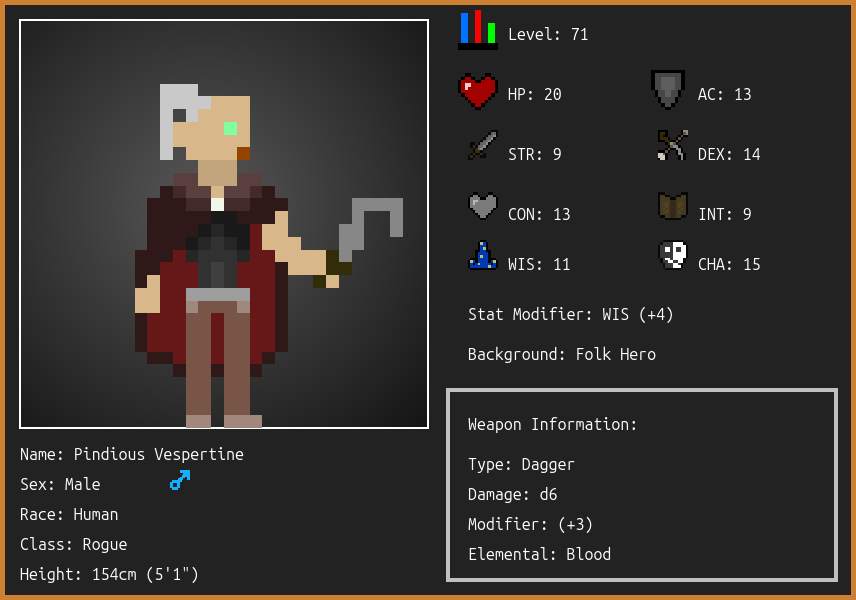 Level: 71
HP: 20
AC: 13
STR: 9
DEX: 14
CON: 13
INT: 9
WIS: 11
CHA: 15
Stat Modifier: WIS (+4)
Background: Folk Hero
Weapon Information:
Type: Dagger
Damage: d6
Modifier: (+3)
Elemental: Blood
Name: Pindious Vespertine
Sex: Male
Race: Human
Class: Rogue
Height: 154cm (5'1")